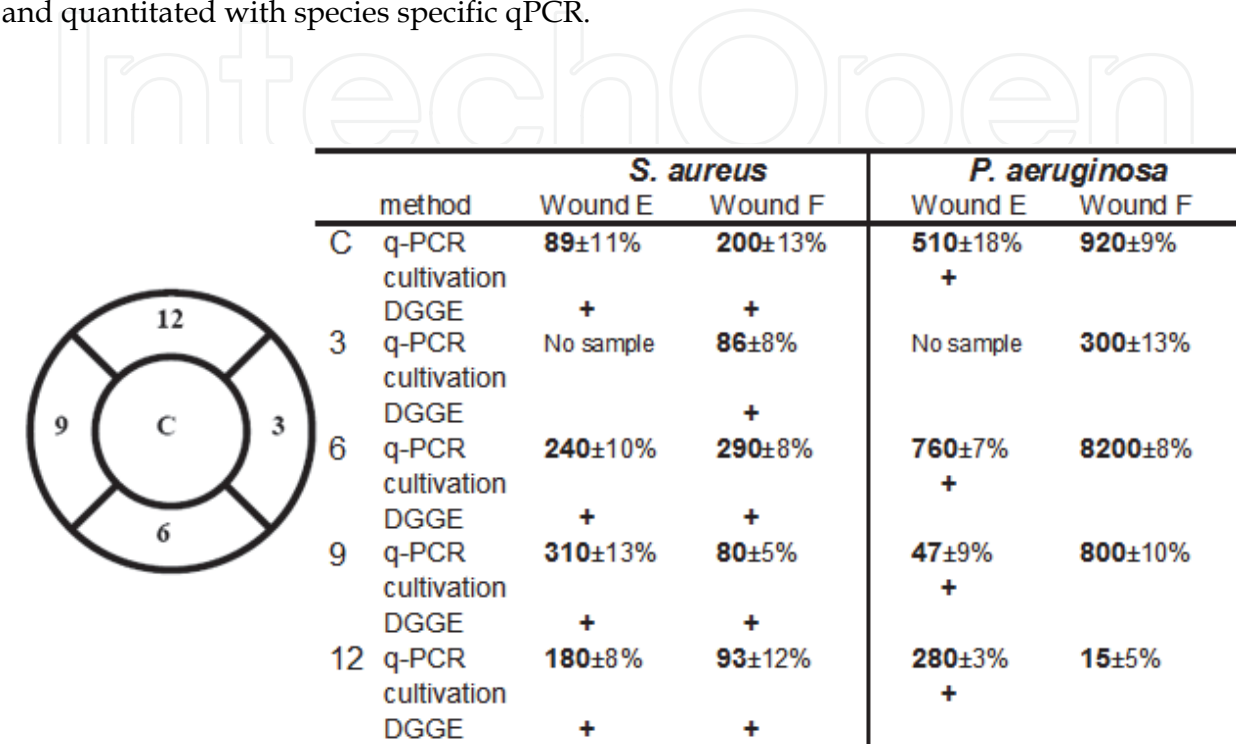 and quantitated with species specific qPCR.
IntechOpen
S. aureus P. aeruginosa
method Wound E Wound F Wound E Wound F
C q-PCR 89±11% 200±13% 510±18% 920±9%
cultivation +
DGGE + +
3 q-PCR No sample 86±8% No sample 300±13%
cultivation
DGGE +
6 q-PCR 240±10% 290±8% 760±7% 8200±8%
cultivation +
DGGE + +
9 q-PCR 310±13% 80±5% 47±9% 800±10%
cultivation +
DGGE + +
12 q-PCR 180±8% 93±12% 280±3% 15±5%
cultivation +
DGGE + +
12
9 C 3
6